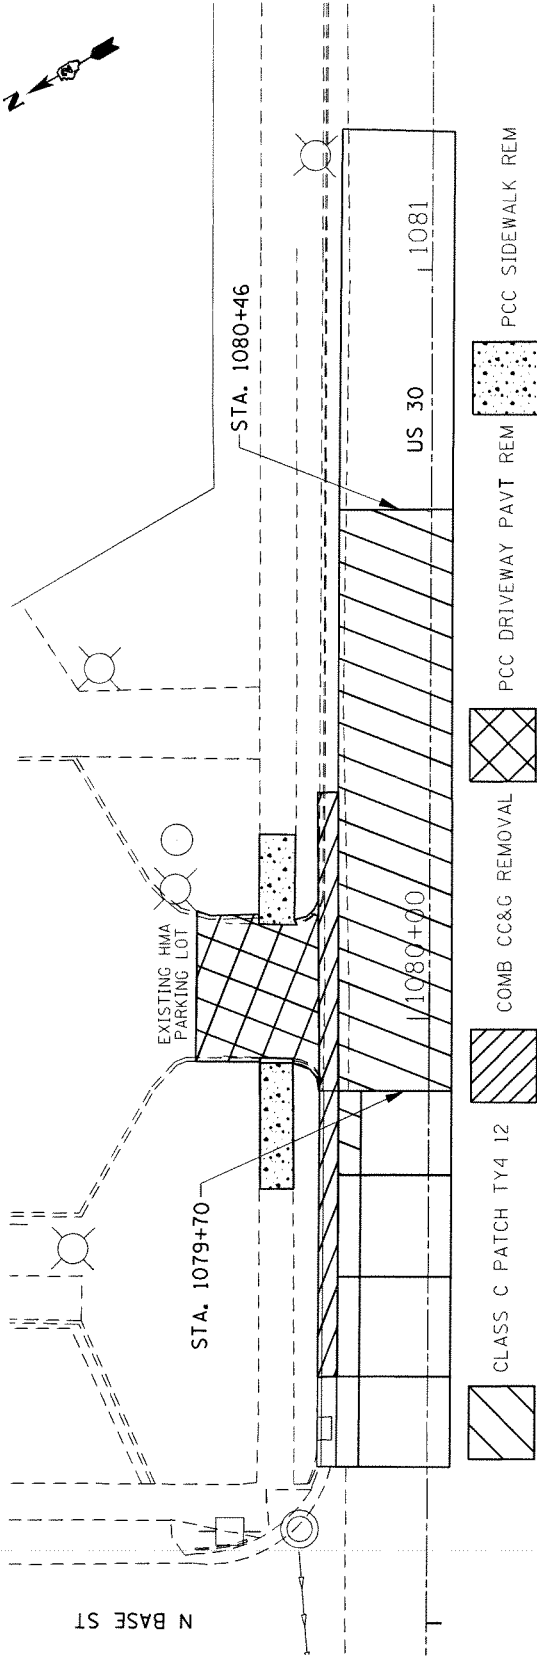 N
STA. 1080+46
1081
US 30
EXISTING HMA
PARKING LOT
1080+00
STA. 1079+70
N BASE ST
CLASS C PATCH TY4 12
COMB CC&G REMOVAL
PCC DRIVEWAY PAVT REM
PCC SIDEWALK REM